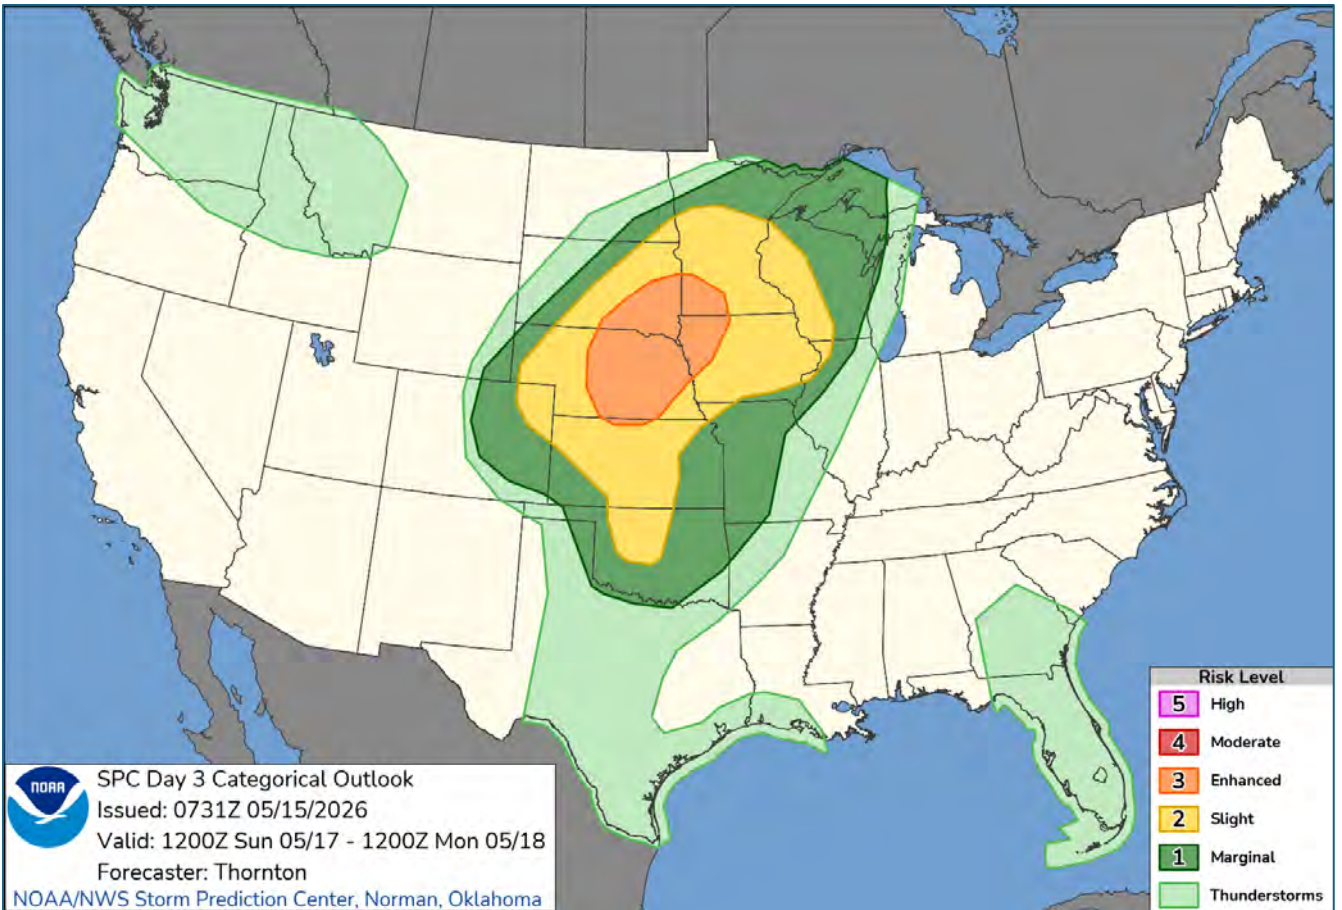 Risk Level
5 High
4 Moderate
3 Enhanced
2 Slight
1 Marginal
Thunderstorms
NOAA
SPC Day 3 Categorical Outlook
Issued: 0731Z 05/15/2026
Valid: 1200Z Sun 05/17 - 1200Z Mon 05/18
Forecaster: Thornton
NOAA/NWS Storm Prediction Center, Norman, Oklahoma